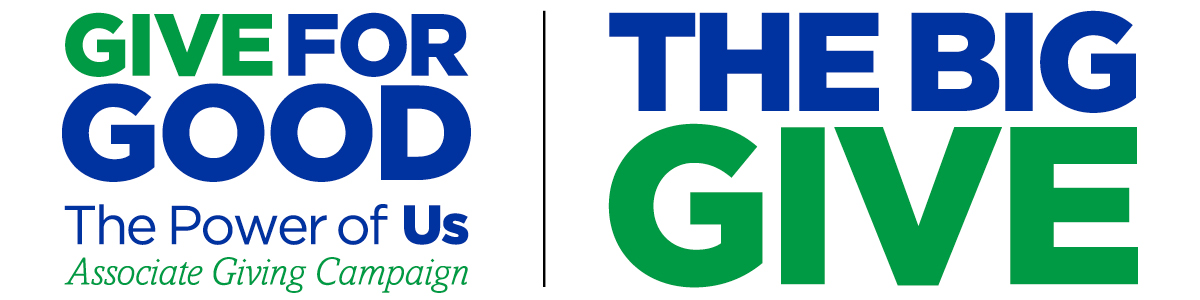 GIVE FOR
GOOD
The Power of Us
Associate Giving Campaign
THE BIG
GIVE